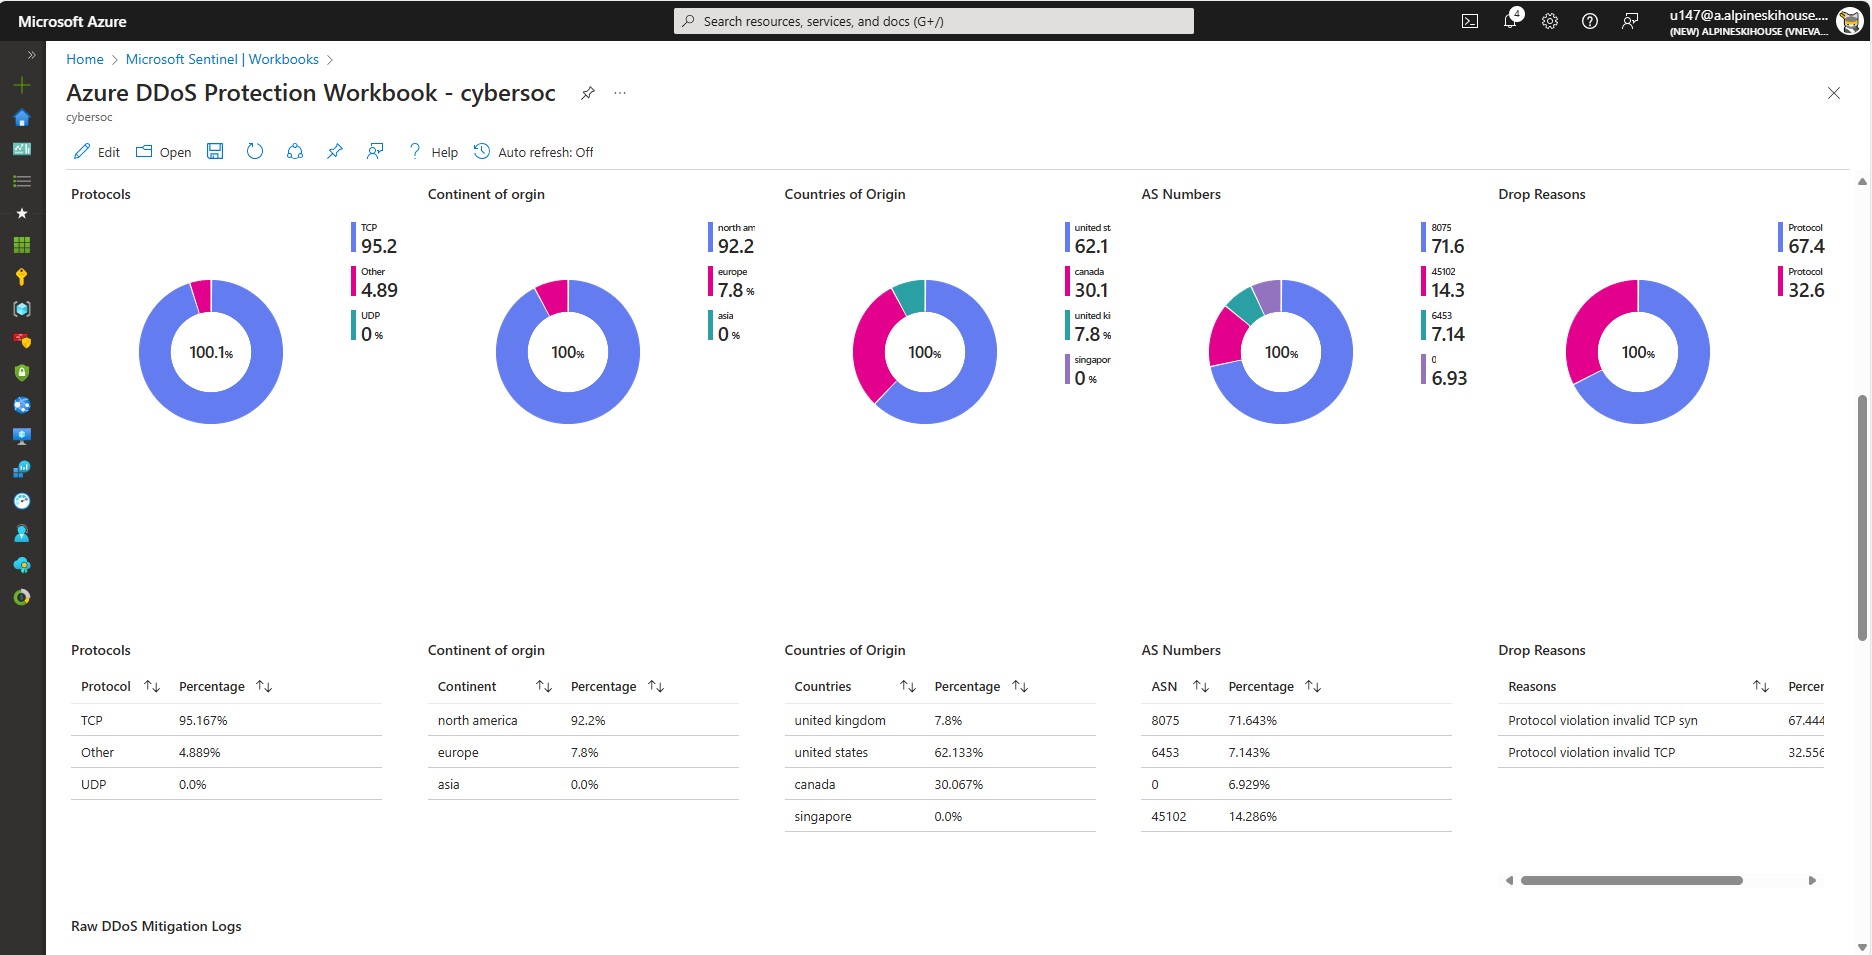 Microsoft Azure
Search resources, services, and docs (G+/)
4
u147@a.alpineskihouse....
(NEW) ALPINESKIHOUSE (VNEVA...
Home > Microsoft Sentinel | Workbooks >
Azure DDoS Protection Workbook - cybersoc
...
cybersoc
Edit
Open
Help
Auto refresh: Off
Protocols
TCP
95.2
Other
4.89
UDP
0 %
100.1%
Continent of orgin
north am
92.2
europe
7.8 %
asia
0 %
100%
Countries of Origin
united st
62.1
canada
30.1
united ki
7.8 %
singapor
0 %
100%
AS Numbers
8075
71.6
45102
14.3
6453
7.14
0
6.93
100%
Drop Reasons
Protocol
67.4
Protocol
32.6
100%
Protocols
Protocol Percentage
TCP 95.167%
Other 4.889%
UDP 0.0%
Continent of orgin
Continent Percentage
north america 92.2%
europe 7.8%
asia 0.0%
Countries of Origin
Countries Percentage
united kingdom 7.8%
united states 62.133%
canada 30.067%
singapore 0.0%
AS Numbers
ASN Percentage
8075 71.643%
6453 7.143%
0 6.929%
45102 14.286%
Drop Reasons
Reasons Percer
Protocol violation invalid TCP syn 67.444
Protocol violation invalid TCP 32.556
Raw DDoS Mitigation Logs